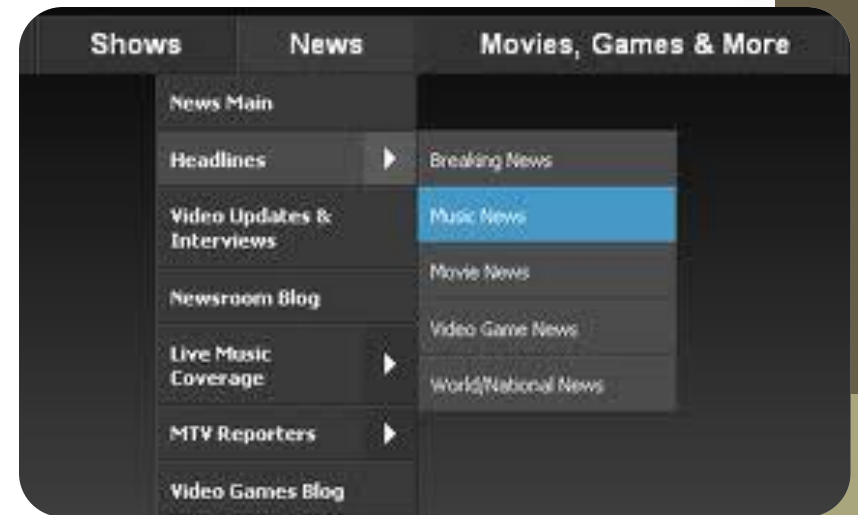 Shows News Movies, Games & More
News Main
Headlines
Video Updates &
Interviews
Newsroom Blog
Live Music
Coverage
MTV Reporters
Video Games Blog
Breaking News
Music News
Movie News
Video Game News
World/National News